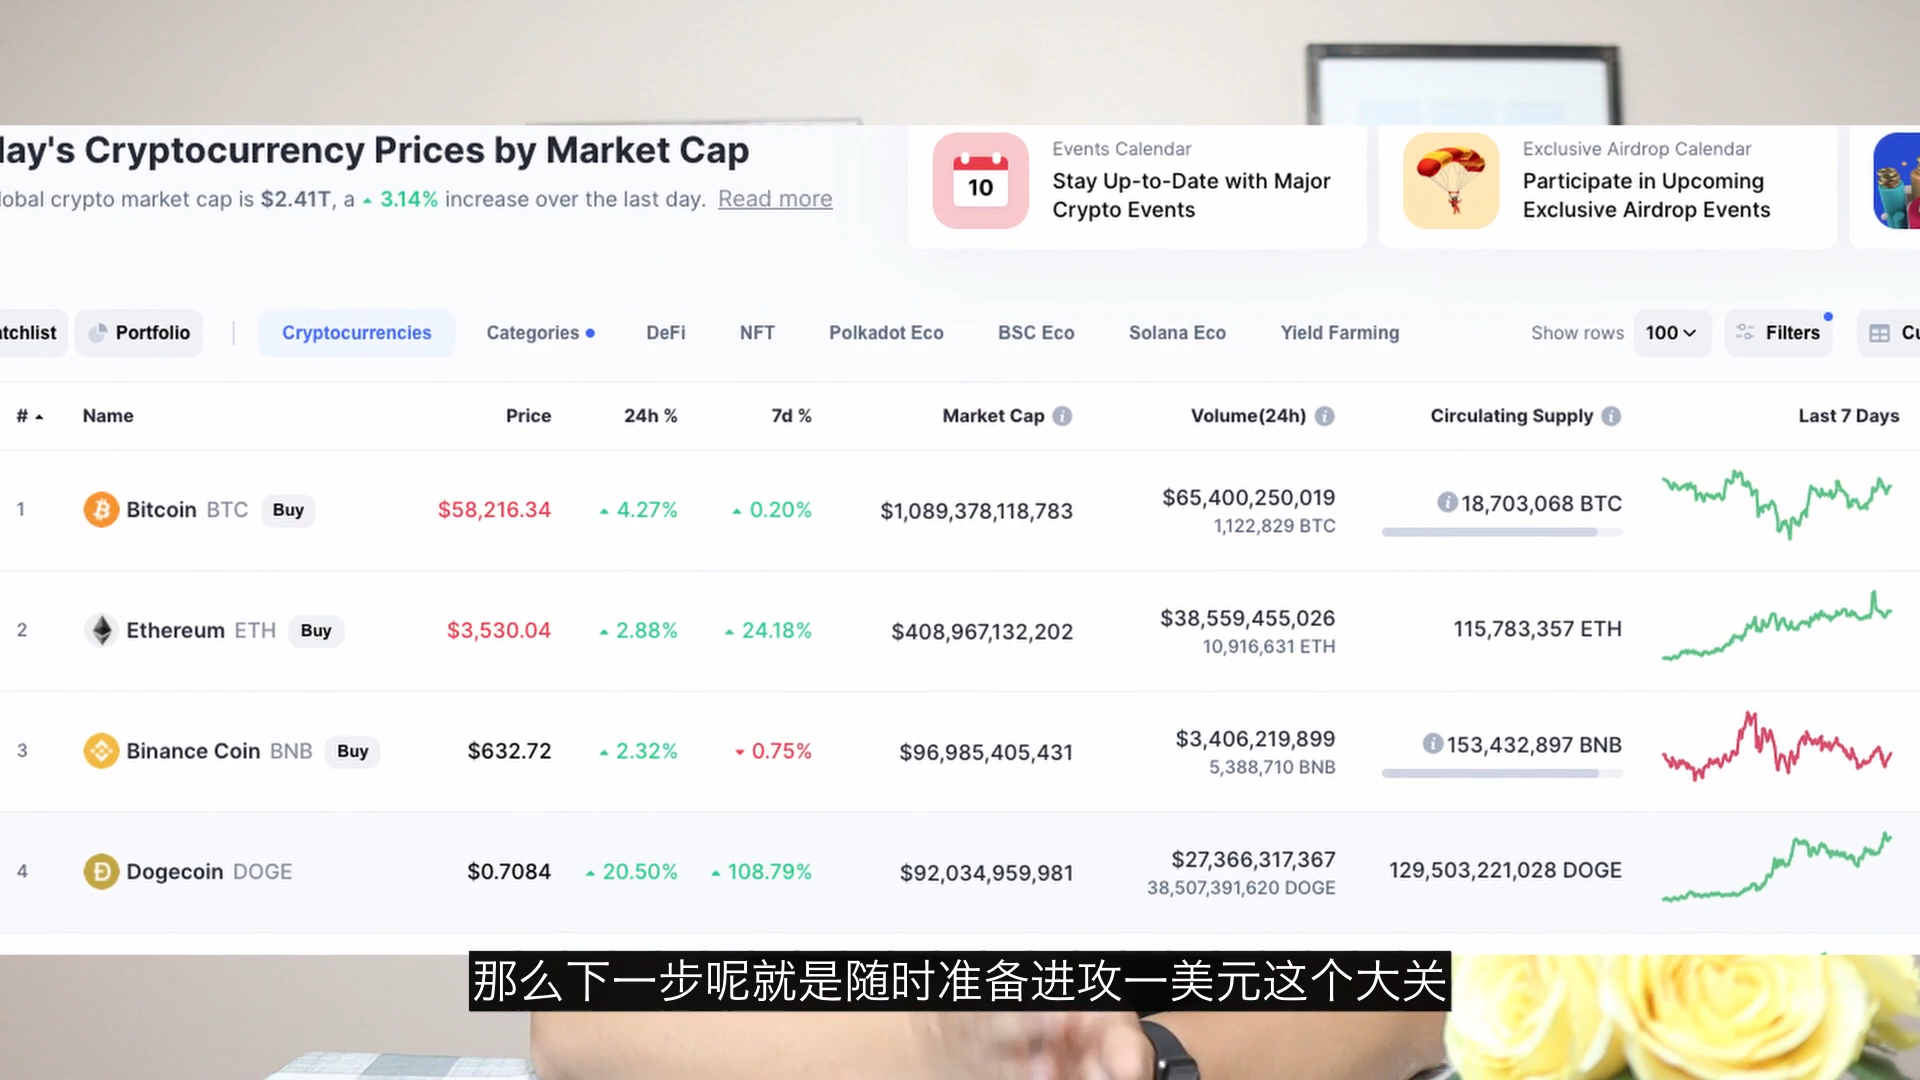 lay's Cryptocurrency Prices by Market Cap
lobal crypto market cap is $2.41T, a 3.14% increase over the last day. Read more
Events Calendar
Stay Up-to-Date with Major
Crypto Events
10
Exclusive Airdrop Calendar
Participate in Upcoming
Exclusive Airdrop Events
atchlist Portfolio Cryptocurrencies Categories DeFi NFT Polkadot Eco BSC Eco Solana Eco Yield Farming Show rows 100 Filters Cu
# Name Price 24h % 7d % Market Cap Volume(24h) Circulating Supply Last 7 Days
1 Bitcoin BTC Buy $58,216.34 4.27% 0.20% $1,089,378,118,783 $65,400,250,019 18,703,068 BTC
1,122,829 BTC
2 Ethereum ETH Buy $3,530.04 2.88% 24.18% $408,967,132,202 $38,559,455,026 115,783,357 ETH
10,916,631 ETH
3 Binance Coin BNB Buy $632.72 2.32% 0.75% $96,985,405,431 $3,406,219,899 153,432,897 BNB
5,388,710 BNB
4 Dogecoin DOGE $0.7084 20.50% 108.79% $92,034,959,981 $27,366,317,367 129,503,221,028 DOGE
38,507,391,620 DOGE
那么下一步呢就是随时准备进攻一美元这个大关